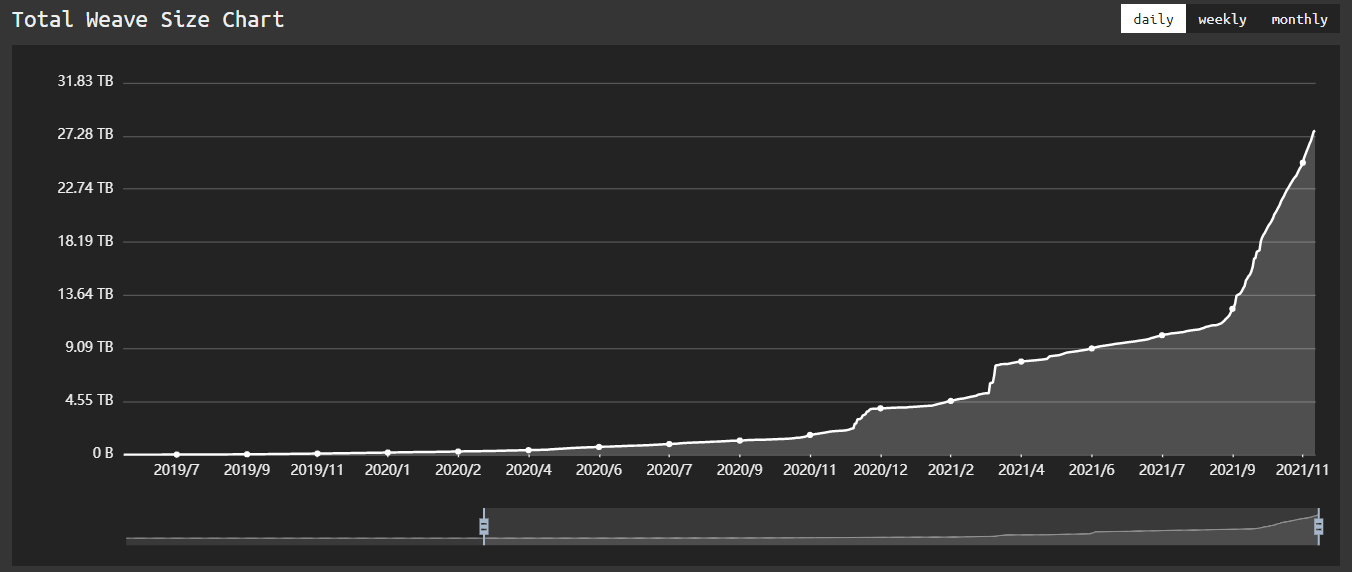 Total Weave Size Chart
daily weekly monthly
31.83 TB
27.28 TB
22.74 TB
18.19 TB
13.64 TB
9.09 TB
4.55 TB
0 B
2019/7 2019/9 2019/11 2020/1 2020/2 2020/4 2020/6 2020/7 2020/9 2020/11 2020/12 2021/2 2021/4 2021/6 2021/7 2021/9 2021/11